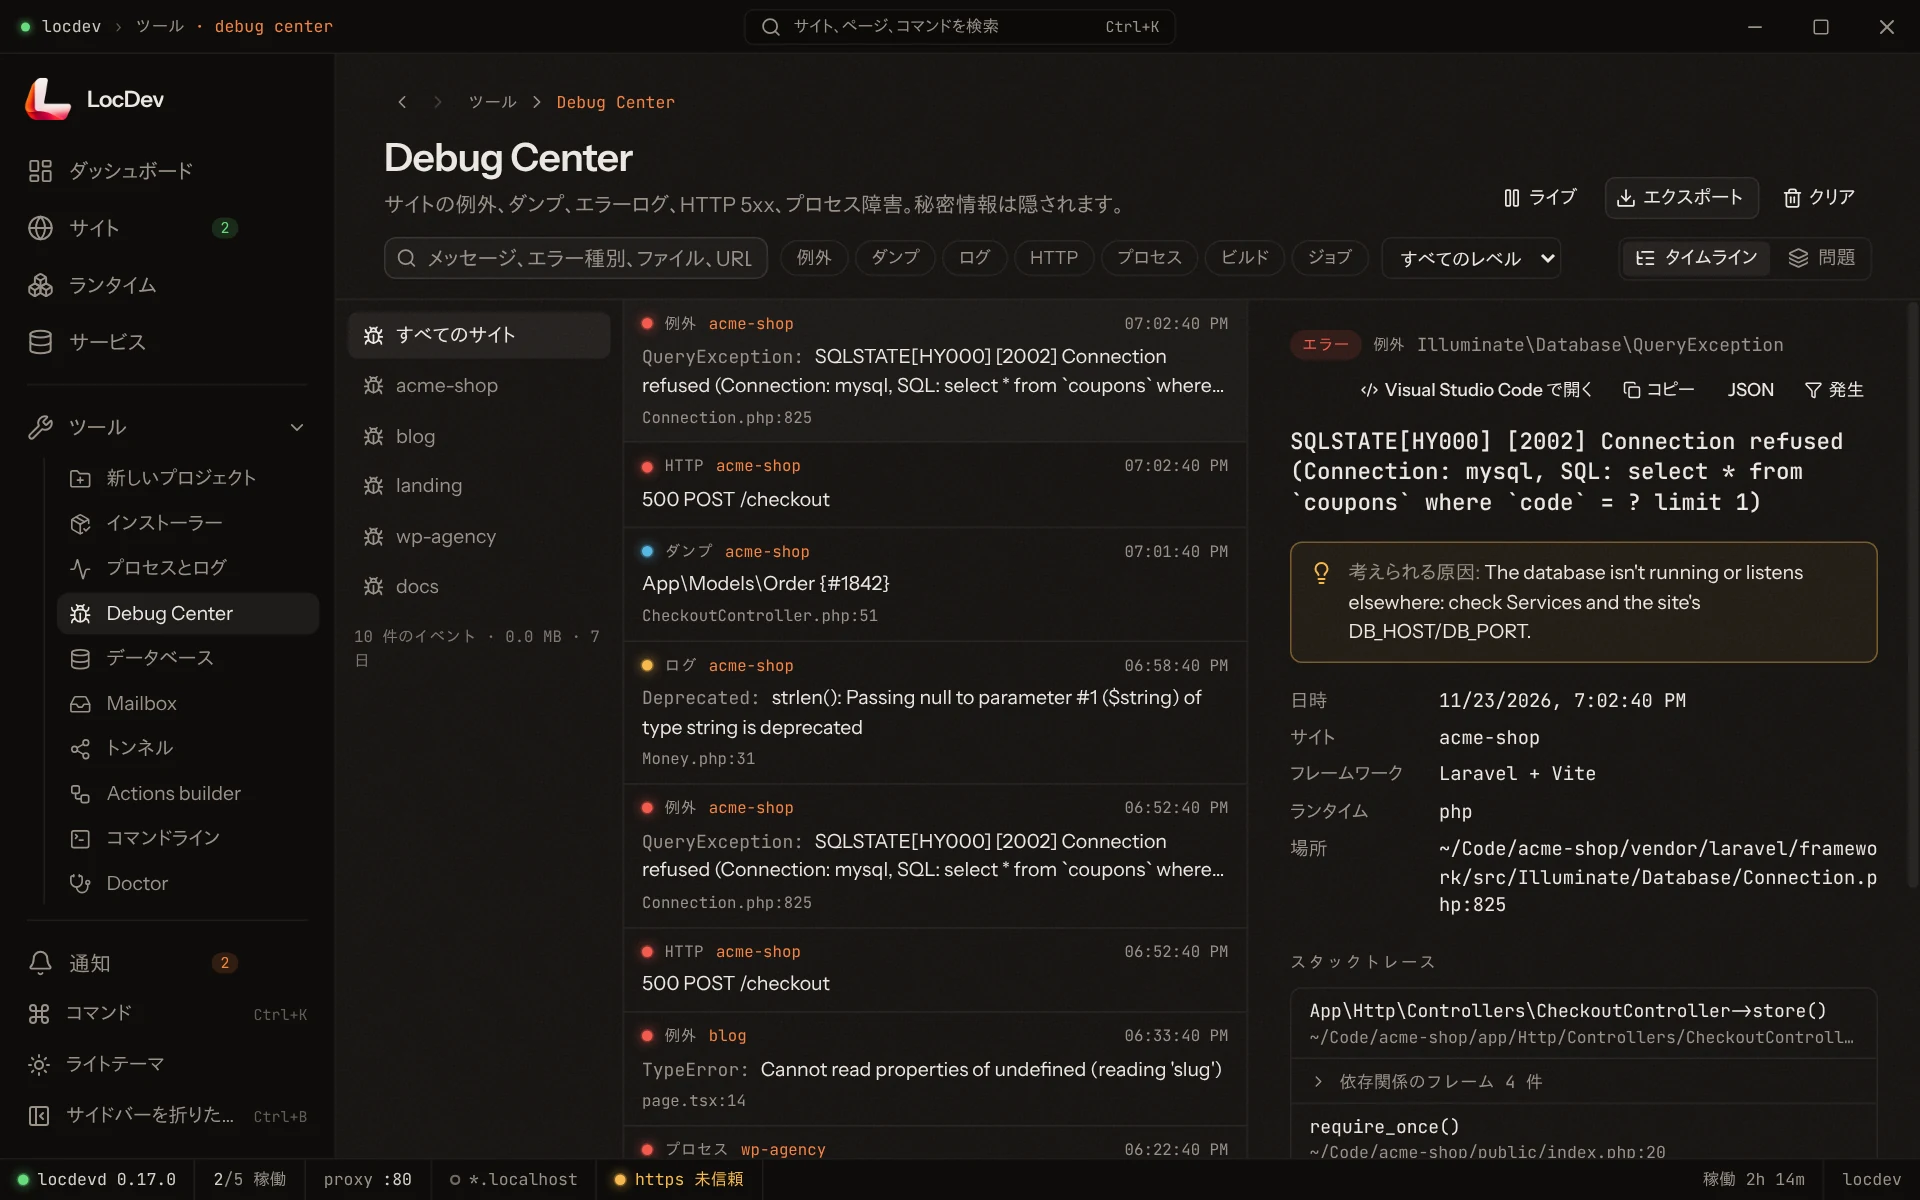 locdev › ツール · debug center
サイト、ページ、コマンドを検索 Ctrl+K
LocDev
ダッシュボード
サイト 2
ランタイム
サービス
ツール
新しいプロジェクト
インストーラー
プロセスとログ
Debug Center
データベース
Mailbox
トンネル
Actions builder
コマンドライン
Doctor
通知 2
コマンド Ctrl+K
ライトテーマ
サイドバーを折りた… Ctrl+B
ツール › Debug Center
Debug Center
サイトの例外、ダンプ、エラーログ、HTTP 5xx、プロセス障害。秘密情報は隠されます。
ライブ エクスポート クリア
メッセージ、エラー種別、ファイル、URL 例外 ダンプ ログ HTTP プロセス ビルド ジョブ すべてのレベル タイムライン 問題
すべてのサイト
acme-shop
blog
landing
wp-agency
docs
10 件のイベント · 0.0 MB · 7
日
例外 acme-shop 07:02:40 PM
QueryException: SQLSTATE[HY000] [2002] Connection
refused (Connection: mysql, SQL: select * from `coupons` where…
Connection.php:825
HTTP acme-shop 07:02:40 PM
500 POST /checkout
ダンプ acme-shop 07:01:40 PM
App\Models\Order {#1842}
CheckoutController.php:51
ログ acme-shop 06:58:40 PM
Deprecated: strlen(): Passing null to parameter #1 ($string) of
type string is deprecated
Money.php:31
例外 acme-shop 06:52:40 PM
QueryException: SQLSTATE[HY000] [2002] Connection
refused (Connection: mysql, SQL: select * from `coupons` where…
Connection.php:825
HTTP acme-shop 06:52:40 PM
500 POST /checkout
例外 blog 06:33:40 PM
TypeError: Cannot read properties of undefined (reading 'slug')
page.tsx:14
プロセス wp-agency 06:22:40 PM
エラー 例外 Illuminate\Database\QueryException
Visual Studio Code で開く コピー JSON 発生
SQLSTATE[HY000] [2002] Connection refused
(Connection: mysql, SQL: select * from
`coupons` where `code` = ? limit 1)
考えられる原因: The database isn't running or listens
elsewhere: check Services and the site's
DB_HOST/DB_PORT.
日時 11/23/2026, 7:02:40 PM
サイト acme-shop
フレームワーク Laravel + Vite
ランタイム php
場所 ~/Code/acme-shop/vendor/laravel/framewo
rk/src/Illuminate/Database/Connection.p
hp:825
スタックトレース
App\Http\Controllers\CheckoutController→store()
~/Code/acme-shop/app/Http/Controllers/CheckoutControll…
依存関係のフレーム 4 件
require_once()
~/Code/acme-shop/public/index.php:20
locdevd 0.17.0 2/5 稼働 proxy :80 *.localhost https 未信頼 稼働 2h 14m locdev